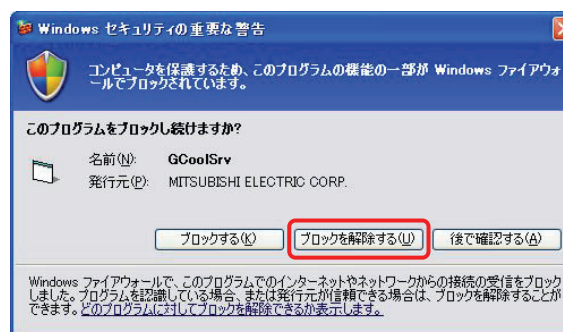 Windows セキュリティの重要な警告
コンピュータを保護するため、このプログラムの機能の一部が Windows ファイアウォ
ールでブロックされています。
このプログラムをブロックし続けますか?
名前(N): GCoolSrv
発行元(P): MITSUBISHI ELECTRIC CORP.
ブロックする(K) ブロックを解除する(U) 後で確認する(A)
Windows ファイアウォールで、このプログラムでのインターネットやネットワークからの接続の受信をブロック
しました。プログラムを認識している場合、または発行元が信頼できる場合は、ブロックを解除することが
できます。どのプログラムに対してブロックを解除できるか表示します。